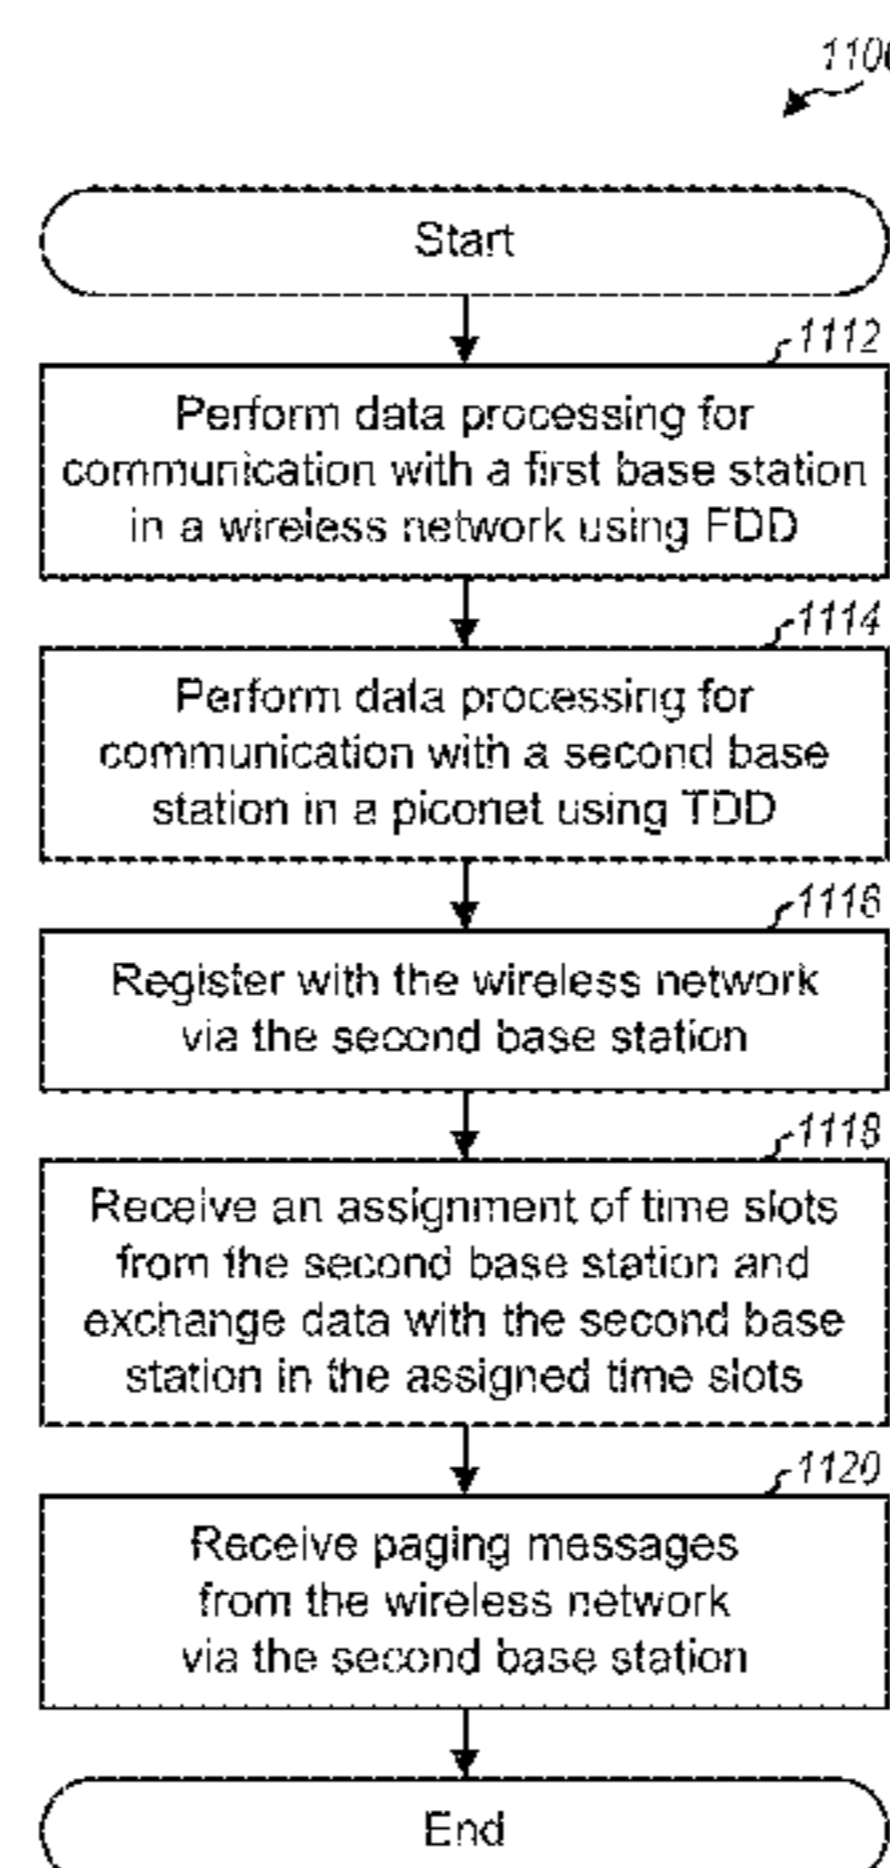 1100
Start
1112
Perform data processing for
communication with a first base station
in a wireless network using FDD
1114
Perform data processing for
communication with a second base
station in a piconet using TDD
1116
Register with the wireless network
via the second base station
1118
Receive an assignment of time slots
from the second base station and
exchange data with the second base
station in the assigned time slots
1120
Receive paging messages
from the wireless network
via the second base station
End